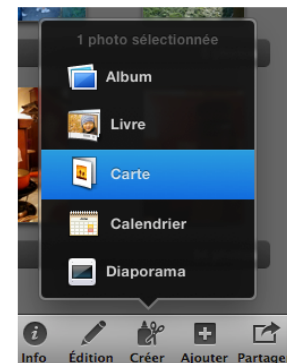 1 photo sélectionnée
Album
Livre
Carte
Calendrier
Diaporama
Info Édition Créer Ajouter Partage